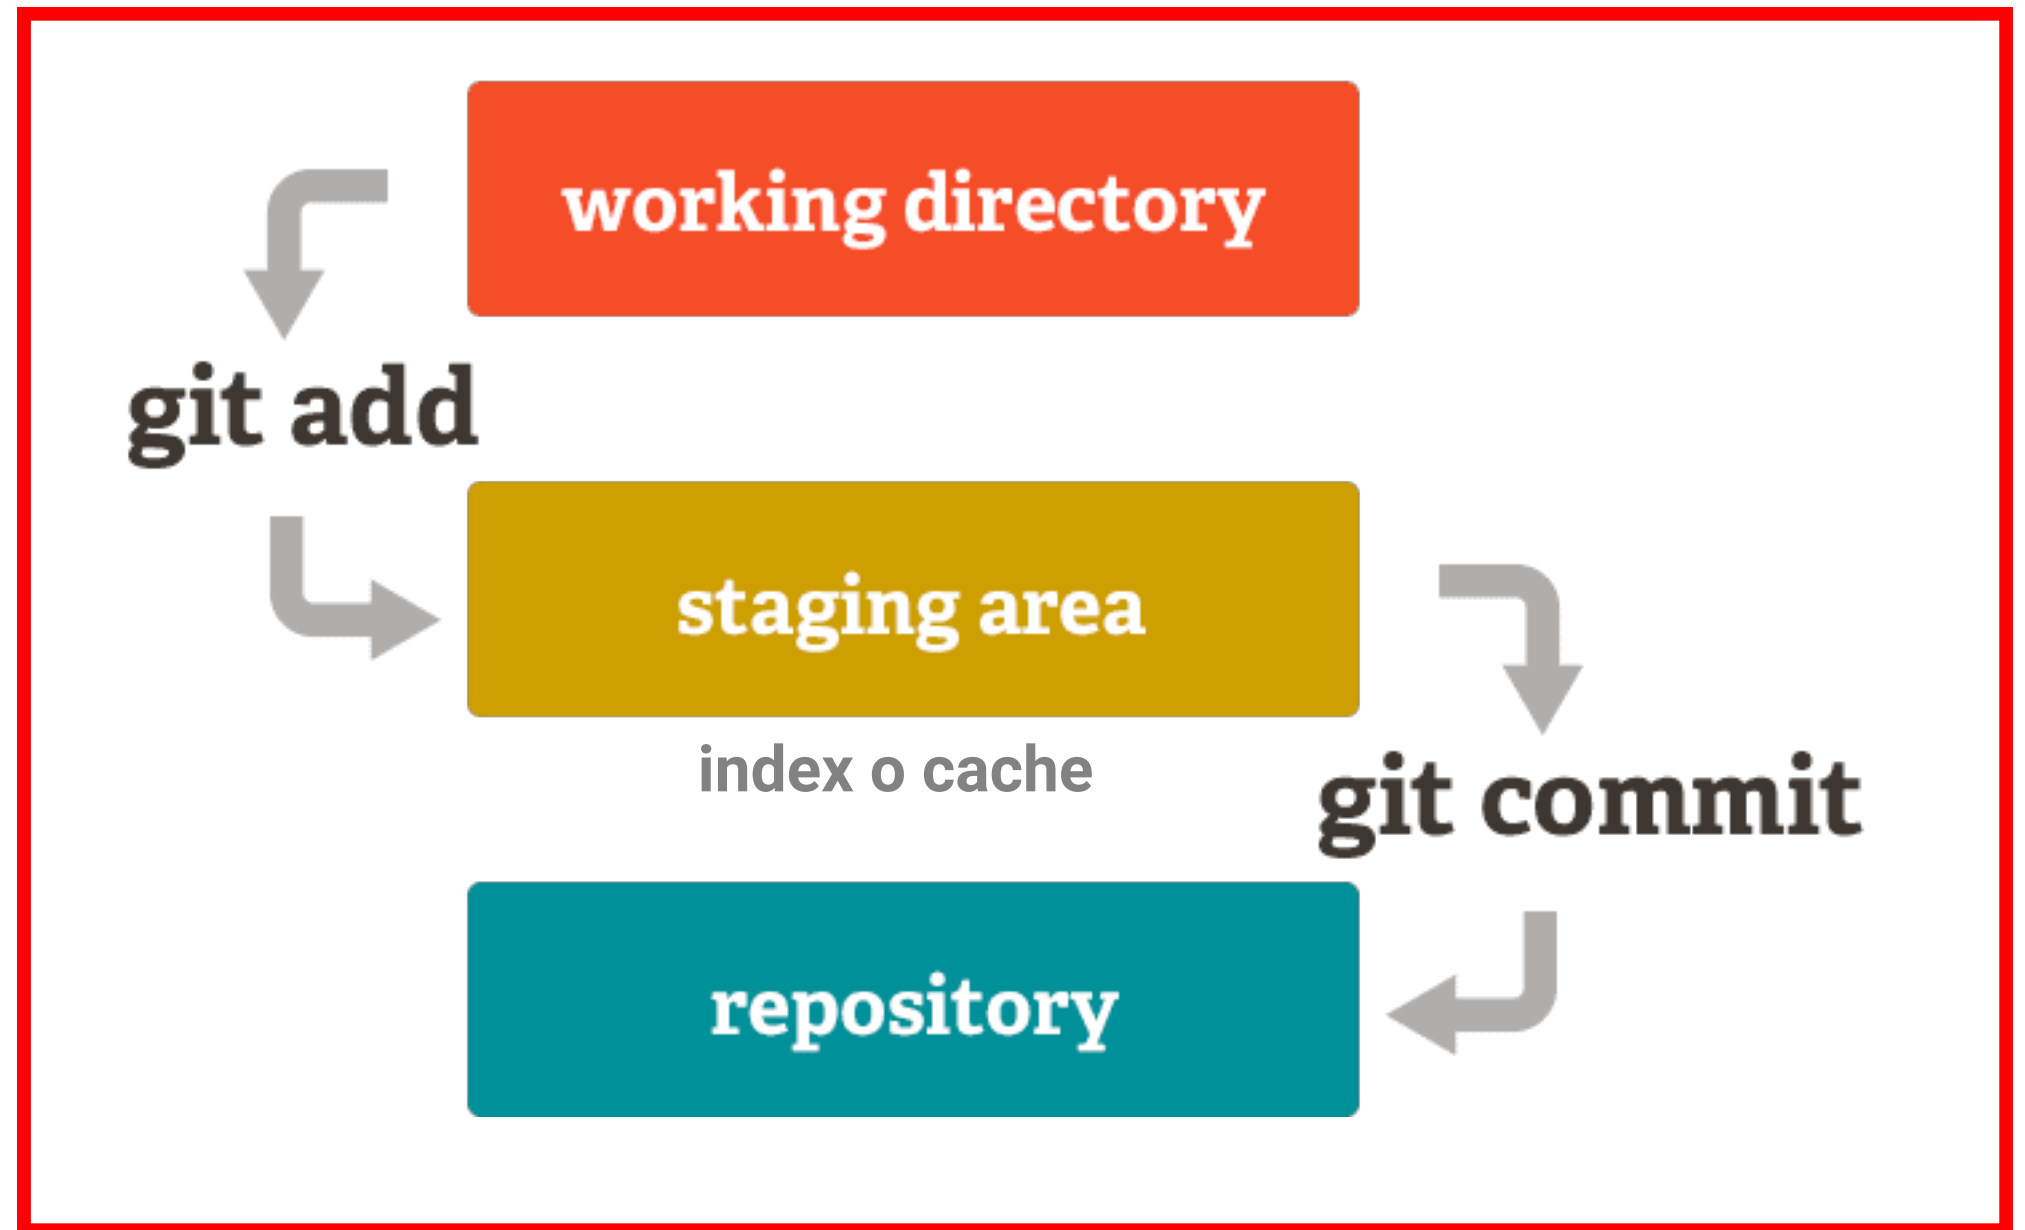 working directory
git add
staging area
index o cache
git commit
repository